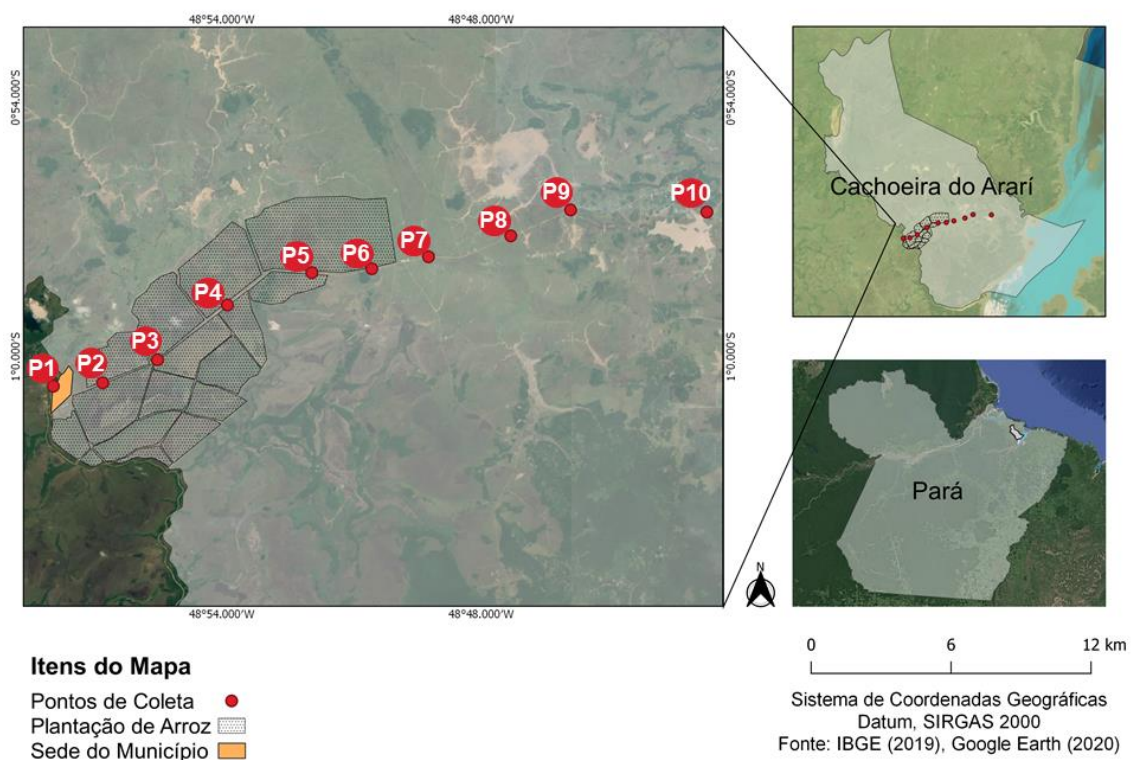 48°54.000'W
48°48.000'W
0°54.000'S
0°54.000'S
P10
P9
P8
P7
P6
P5
P4
P3
P2
P1
1°0.000'S
1°0.000'S
48°54.000'W
48°48.000'W
Cachoeira do Ararí
Pará
Itens do Mapa
Pontos de Coleta
Plantação de Arroz
Sede do Município
0 6 12 km
Sistema de Coordenadas Geográficas
Datum, SIRGAS 2000
Fonte: IBGE (2019), Google Earth (2020)